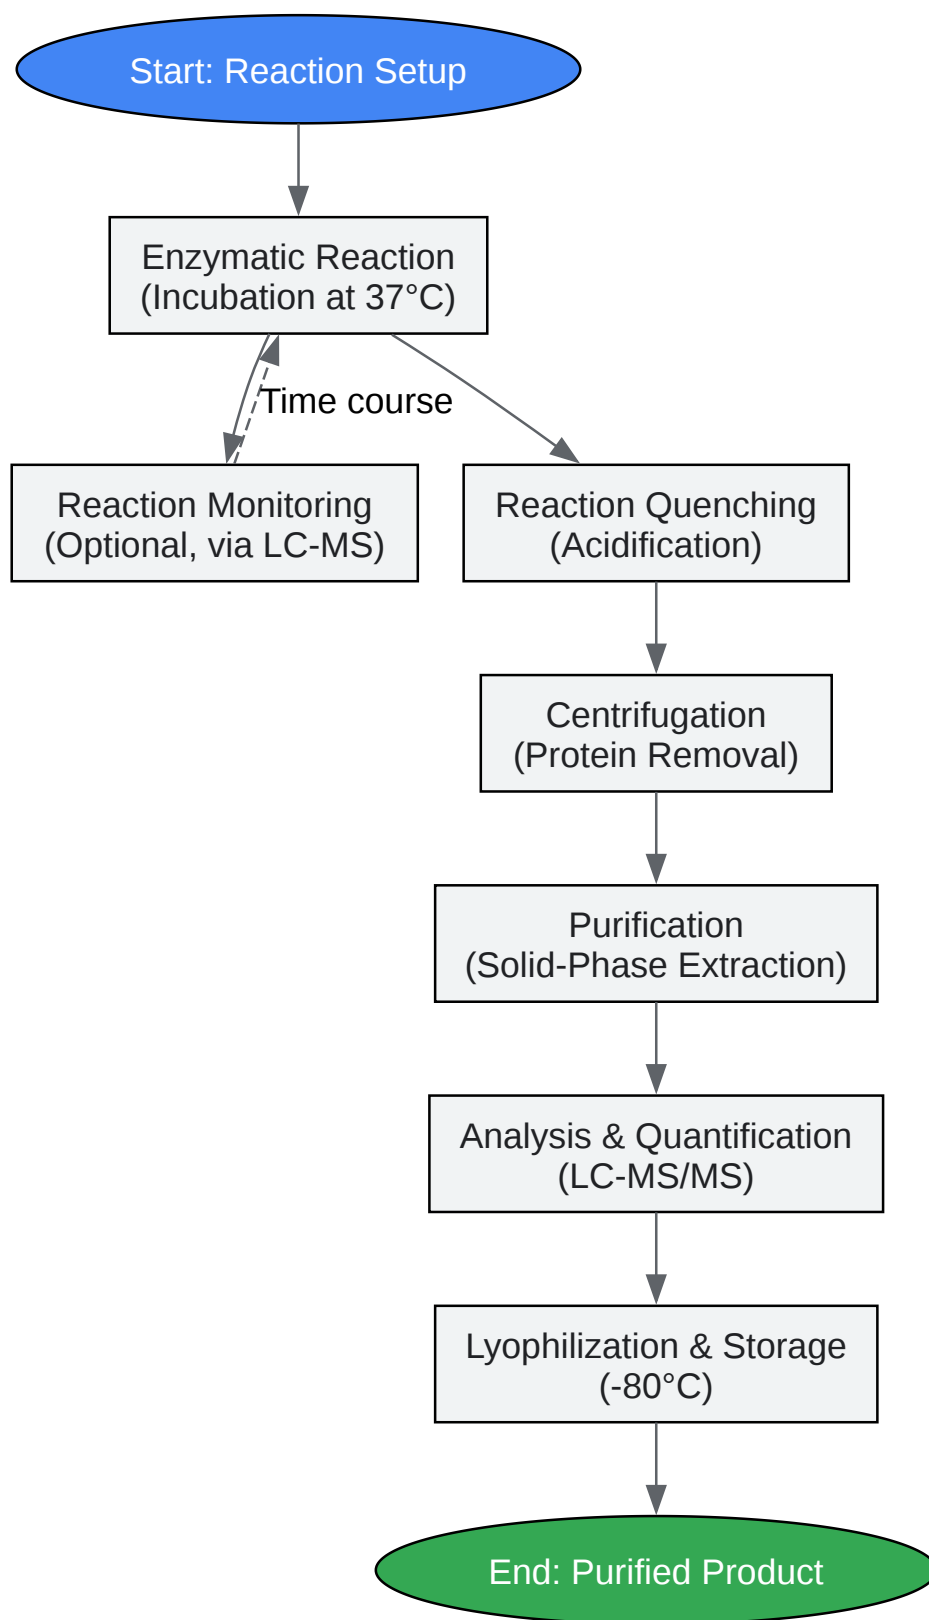 Start: Reaction Setup
Enzymatic Reaction
(Incubation at 37°C)
Time course
Reaction Monitoring
(Optional, via LC-MS)
Reaction Quenching
(Acidification)
Centrifugation
(Protein Removal)
Purification
(Solid-Phase Extraction)
Analysis & Quantification
(LC-MS/MS)
Lyophilization & Storage
(-80°C)
End: Purified Product